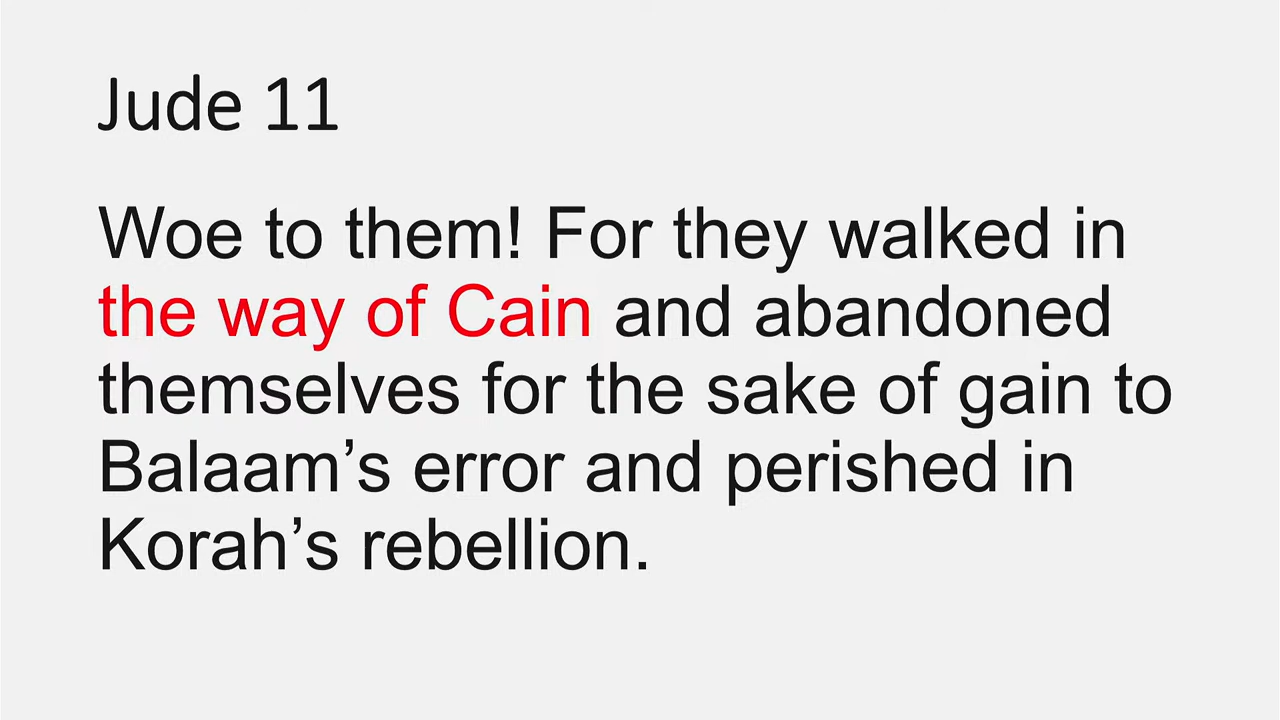 Jude 11
Woe to them! For they walked in
the way of Cain and abandoned
themselves for the sake of gain to
Balaam’s error and perished in
Korah’s rebellion.